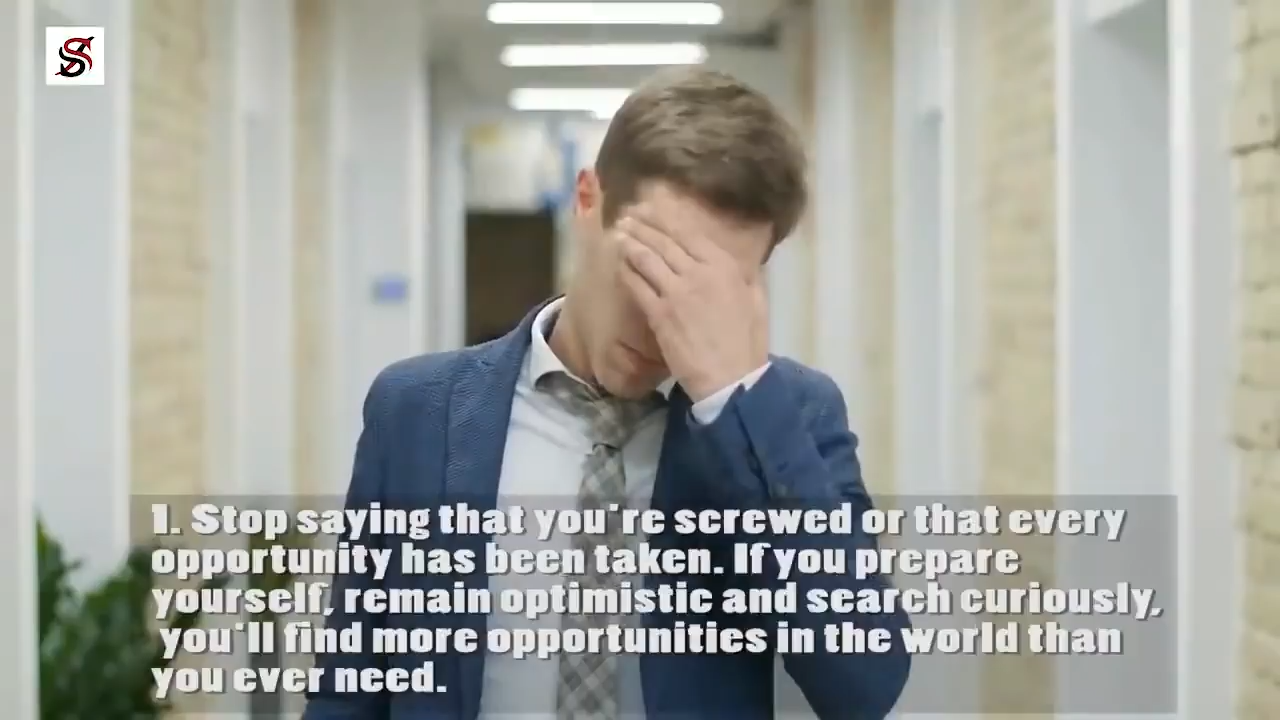 S
1. Stop saying that you're screwed or that every
opportunity has been taken. If you prepare
yourself, remain optimistic and search curiously,
you'll find more opportunities in the world than
you ever need.